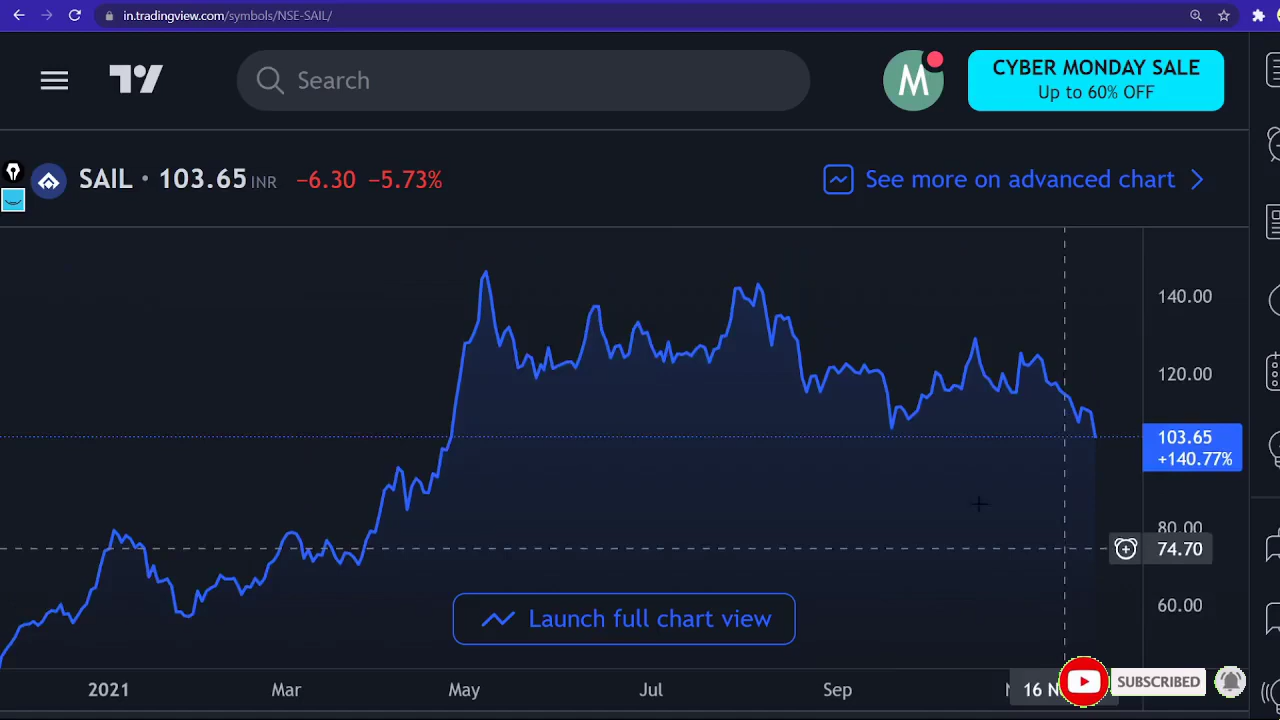 in.tradingview.com/symbols/NSE-SAIL/
Search
M
CYBER MONDAY SALE
Up to 60% OFF
SAIL • 103.65 INR −6.30 −5.73%
See more on advanced chart
140.00
120.00
103.65
+140.77%
80.00
74.70
60.00
Launch full chart view
2021 Mar May Jul Sep 16 N
SUBSCRIBED